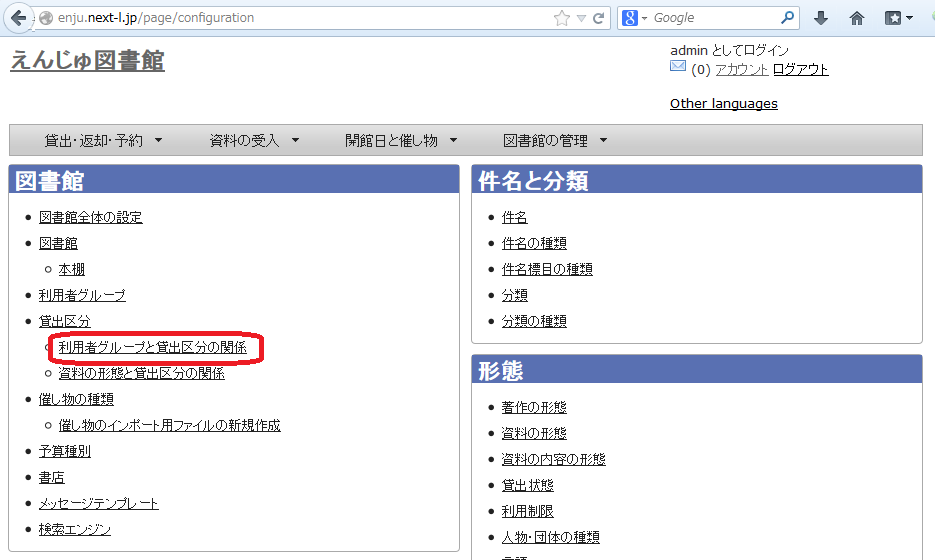 enju.next-l.jp/page/configuration
Google
えんじゅ図書館
admin としてログイン
(0) アカウント ログアウト
Other languages
貸出・返却・予約 資料の受入 開館日と催し物 図書館の管理
図書館
図書館全体の設定
図書館
本棚
利用者グループ
貸出区分
利用者グループと貸出区分の関係
資料の形態と貸出区分の関係
催し物の種類
催し物のインポート用ファイルの新規作成
予算種別
書店
メッセージテンプレート
検索エンジン
件名と分類
件名
件名の種類
件名標目の種類
分類
分類の種類
形態
著作の形態
資料の形態
資料の内容の形態
貸出状態
利用制限
人物・団体の種類